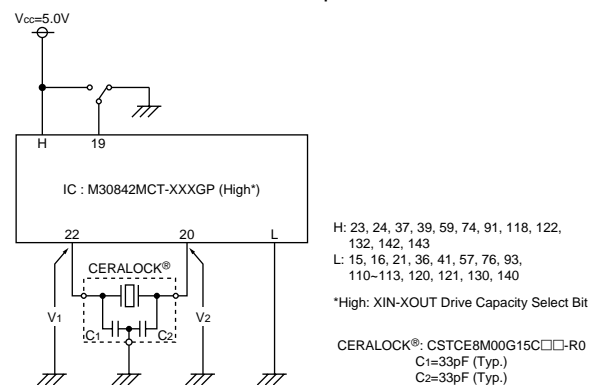 Vcc=5.0V
H
19
IC : M30842MCT-XXXGP (High*)
22
20
L
CERALOCK®
V1
C1
C2
V2
H: 23, 24, 37, 39, 59, 74, 91, 118, 122,
132, 142, 143
L: 15, 16, 21, 36, 41, 57, 76, 93,
110~113, 120, 121, 130, 140
*High: XIN-XOUT Drive Capacity Select Bit
CERALOCK®: CSTCE8M00G15C□□-R0
C1=33pF (Typ.)
C2=33pF (Typ.)